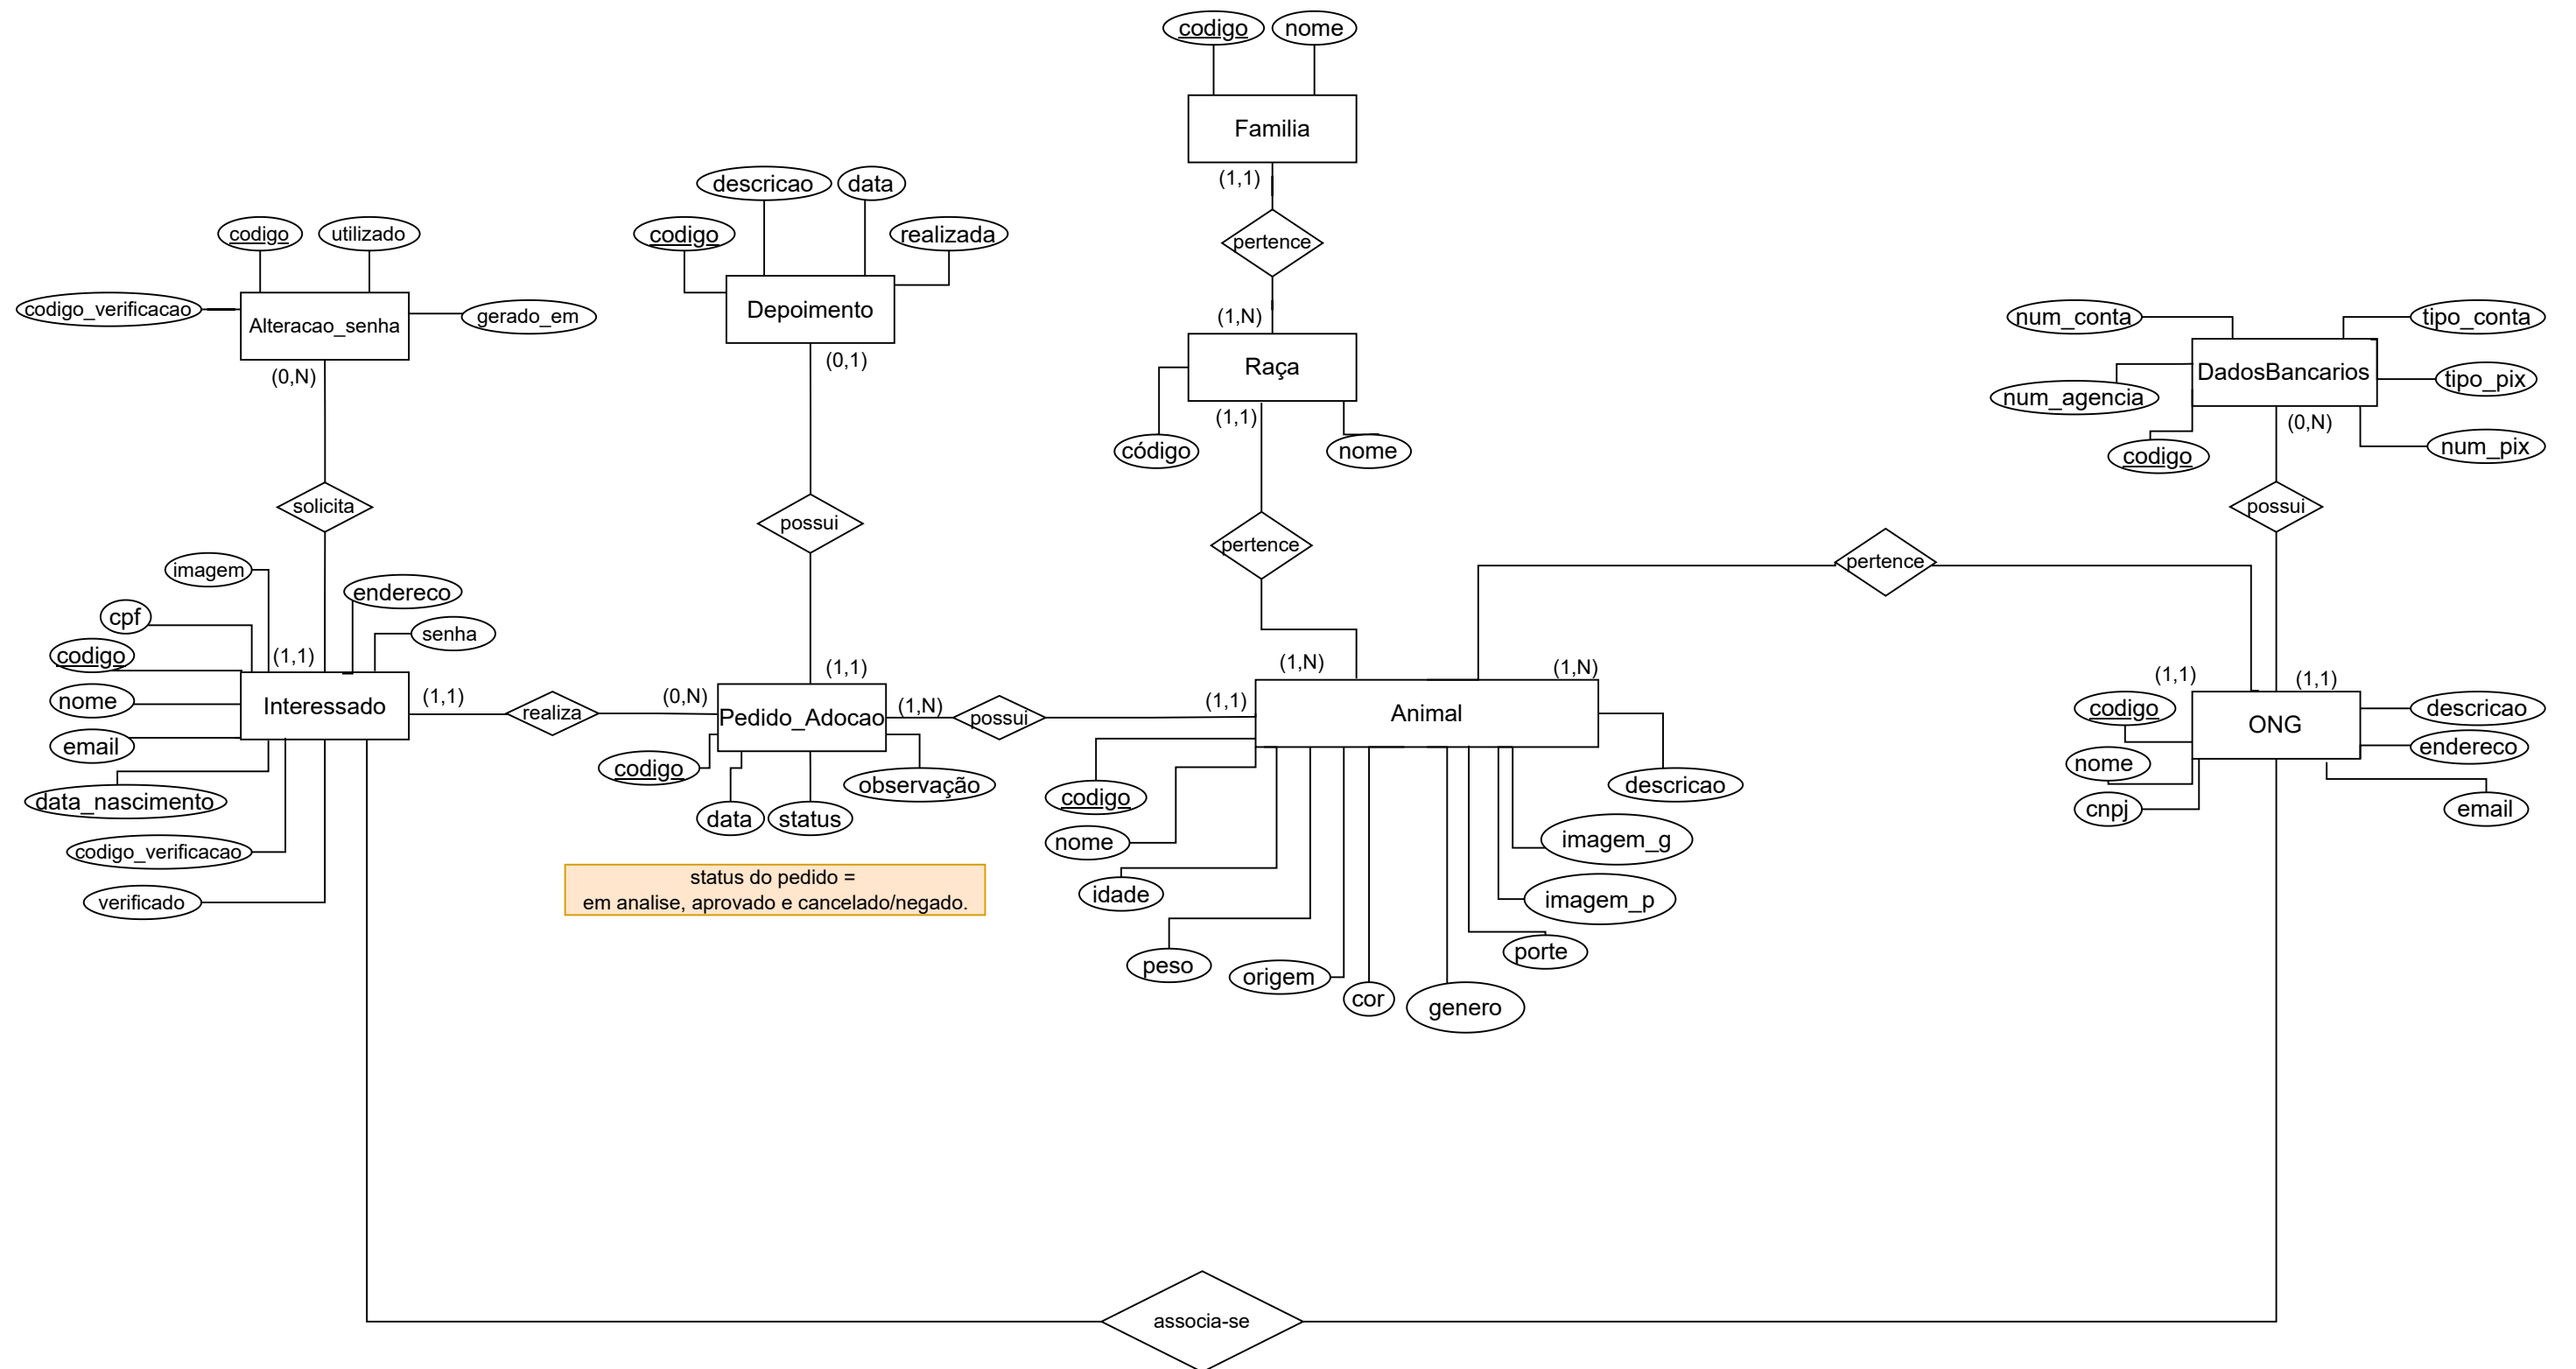 codigo
nome
Familia
(1,1)
pertence
(1,N)
Raça
(1,1)
código
nome
pertence
descricao
data
codigo
realizada
Depoimento
(0,1)
possui
(1,1)
codigo
utilizado
codigo_verificacao
Alteracao_senha
gerado_em
(0,N)
solicita
imagem
endereco
cpf
senha
codigo
(1,1)
nome
Interessado
(1,1)
email
data_nascimento
codigo_verificacao
verificado
realiza
(0,N)
Pedido_Adocao
(1,N)
possui
(1,1)
codigo
observação
data
status
status do pedido =
em analise, aprovado e cancelado/negado.
(1,N)
(1,N)
Animal
codigo
descricao
nome
imagem_g
idade
imagem_p
peso
porte
origem
cor
genero
pertence
num_conta
tipo_conta
DadosBancarios
tipo_pix
num_agencia
(0,N)
codigo
num_pix
possui
(1,1)
(1,1)
codigo
ONG
descricao
nome
endereco
cnpj
email
associa-se